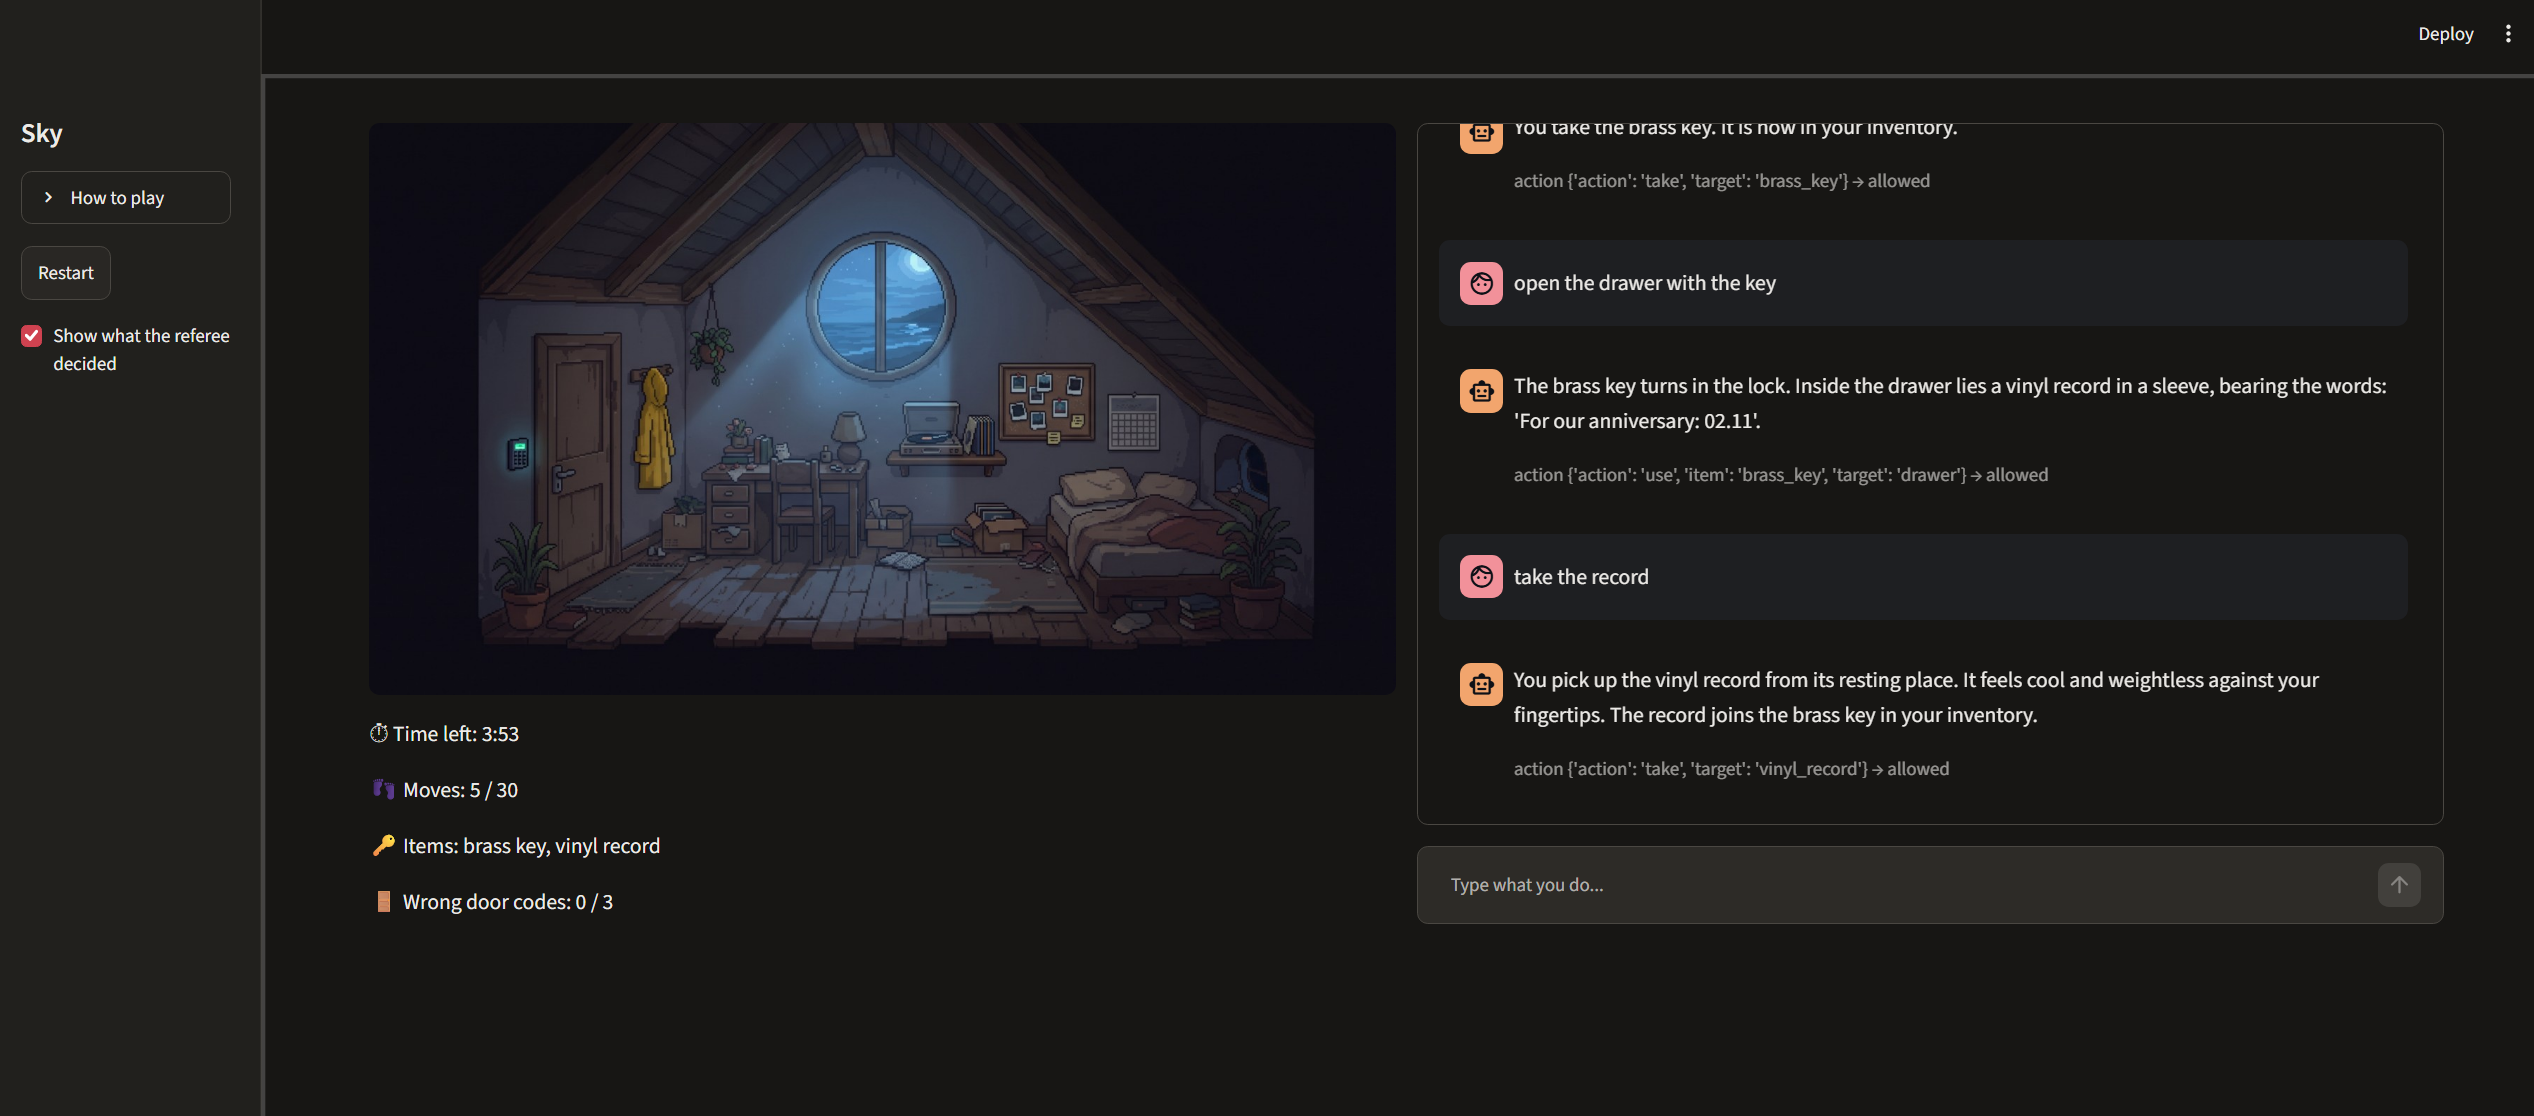 Deploy
Sky
How to play
Restart
Show what the referee
decided
Time left: 3:53
Moves: 5 / 30
Items: brass key, vinyl record
Wrong door codes: 0 / 3
You take the brass key. It is now in your inventory.
action {'action': 'take', 'target': 'brass_key'} → allowed
open the drawer with the key
The brass key turns in the lock. Inside the drawer lies a vinyl record in a sleeve, bearing the words:
'For our anniversary: 02.11'.
action {'action': 'use', 'item': 'brass_key', 'target': 'drawer'} → allowed
take the record
You pick up the vinyl record from its resting place. It feels cool and weightless against your
fingertips. The record joins the brass key in your inventory.
action {'action': 'take', 'target': 'vinyl_record'} → allowed
Type what you do...